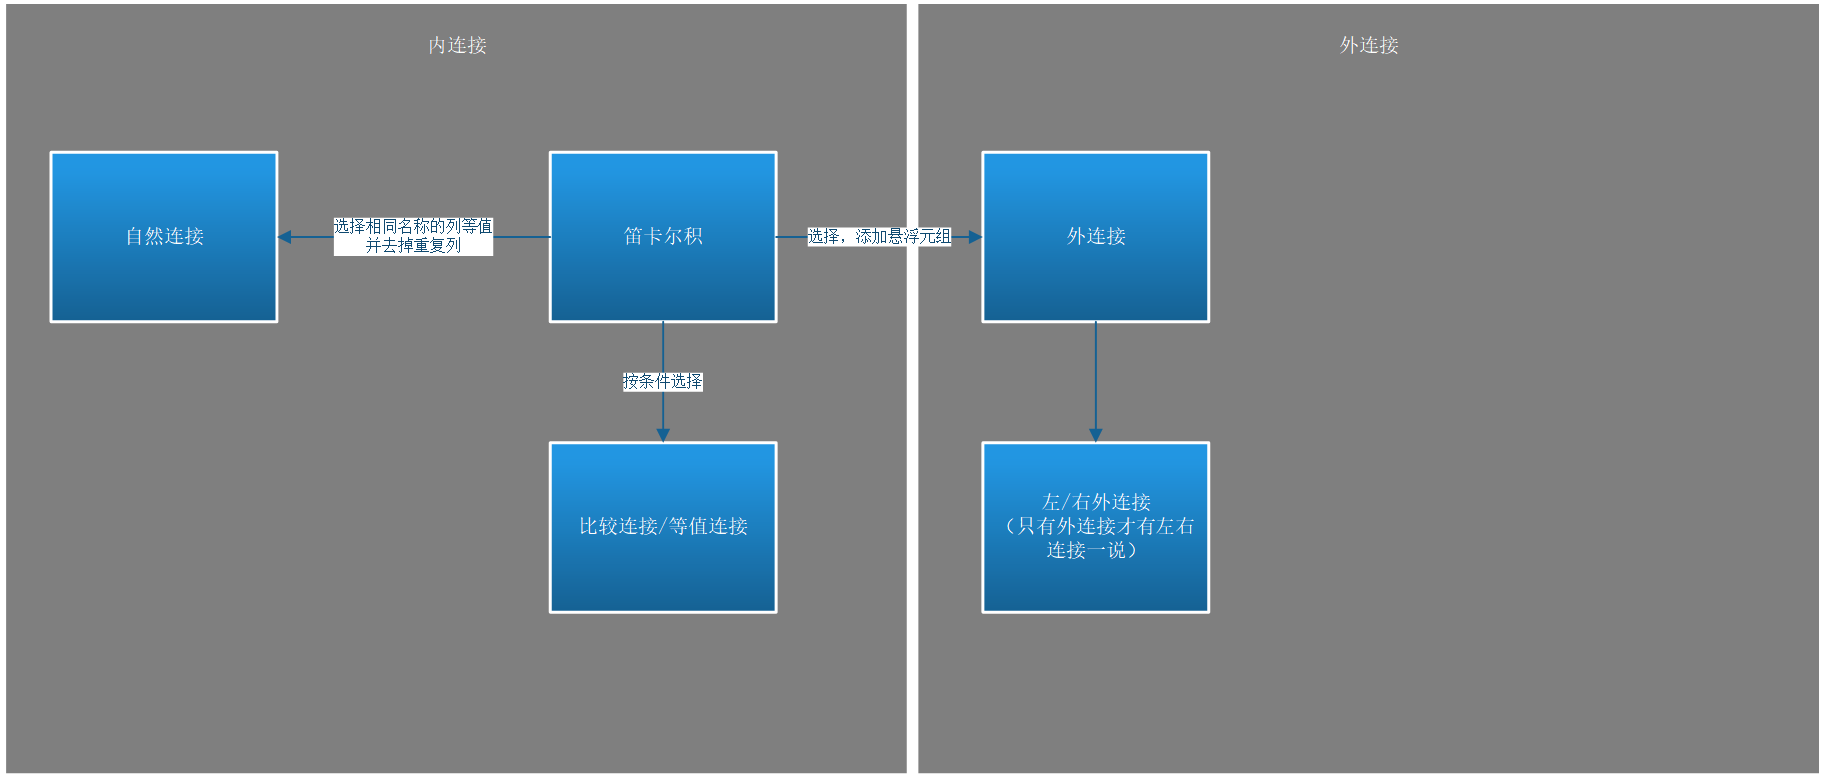 内连接
外连接
自然连接
选择相同名称的列等值
并去掉重复列
笛卡尔积
选择，添加悬浮元组
外连接
按条件选择
比较连接/等值连接
左/右外连接
（只有外连接才有左右
连接一说）